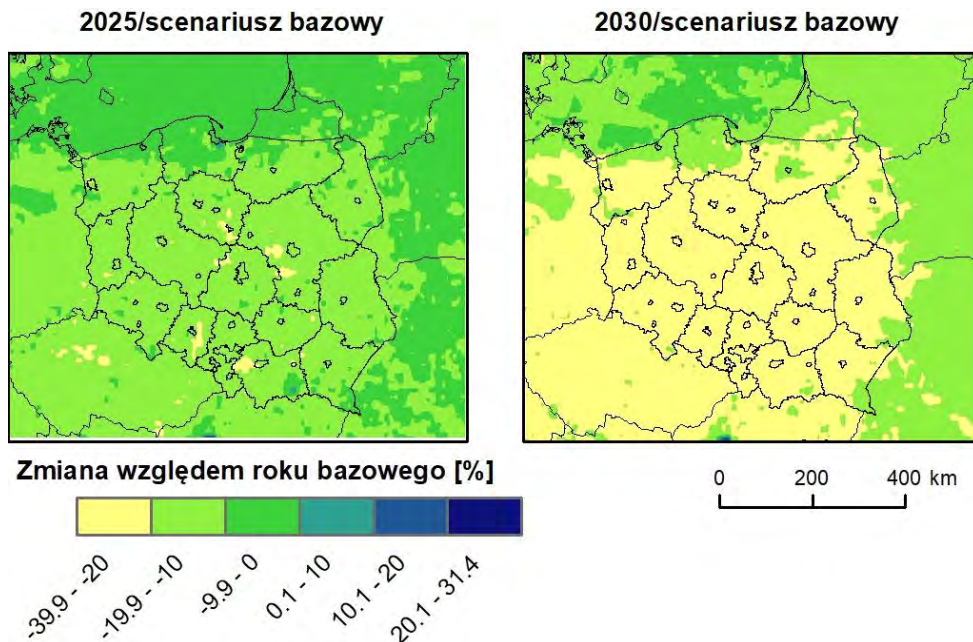 2025/scenariusz bazowy
2030/scenariusz bazowy
Zmiana względem roku bazowego [%]
0 200 400 km
-39.9 - -20
-19.9 - -10
-9.9 - 0
0.1 - 10
10.1 - 20
20.1 - 31.4